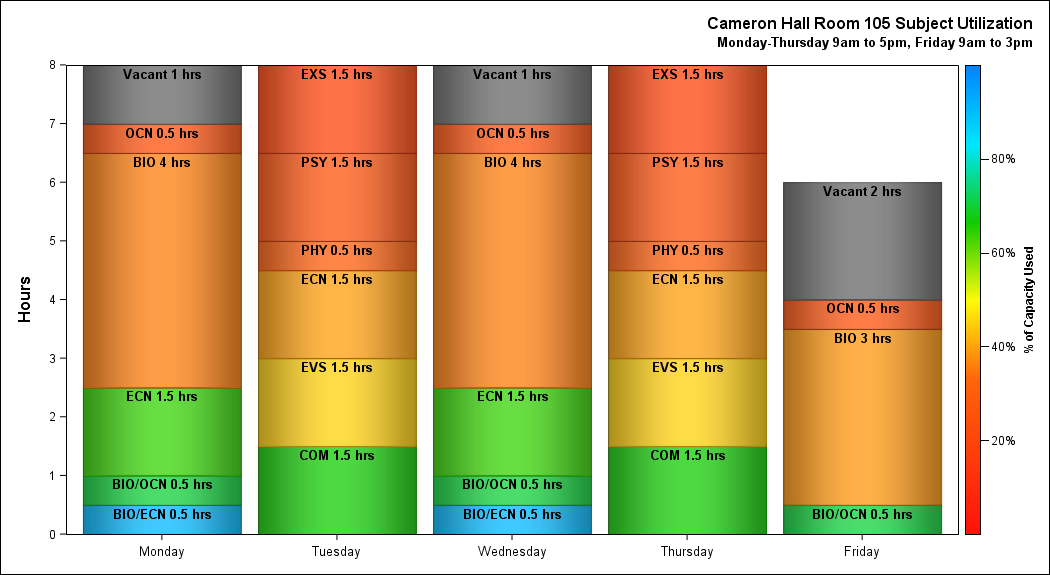 Cameron Hall Room 105 Subject Utilization
Monday-Thursday 9am to 5pm, Friday 9am to 3pm
Hours
8
7
6
5
4
3
2
1
0
Vacant 1 hrs
OCN 0.5 hrs
BIO 4 hrs
ECN 1.5 hrs
BIO/OCN 0.5 hrs
BIO/ECN 0.5 hrs
Monday
EXS 1.5 hrs
PSY 1.5 hrs
PHY 0.5 hrs
ECN 1.5 hrs
EVS 1.5 hrs
COM 1.5 hrs
Tuesday
Vacant 1 hrs
OCN 0.5 hrs
BIO 4 hrs
ECN 1.5 hrs
BIO/OCN 0.5 hrs
BIO/ECN 0.5 hrs
Wednesday
EXS 1.5 hrs
PSY 1.5 hrs
PHY 0.5 hrs
ECN 1.5 hrs
EVS 1.5 hrs
COM 1.5 hrs
Thursday
Vacant 2 hrs
OCN 0.5 hrs
BIO 3 hrs
BIO/OCN 0.5 hrs
Friday
80%
60%
40%
20%
% of Capacity Used